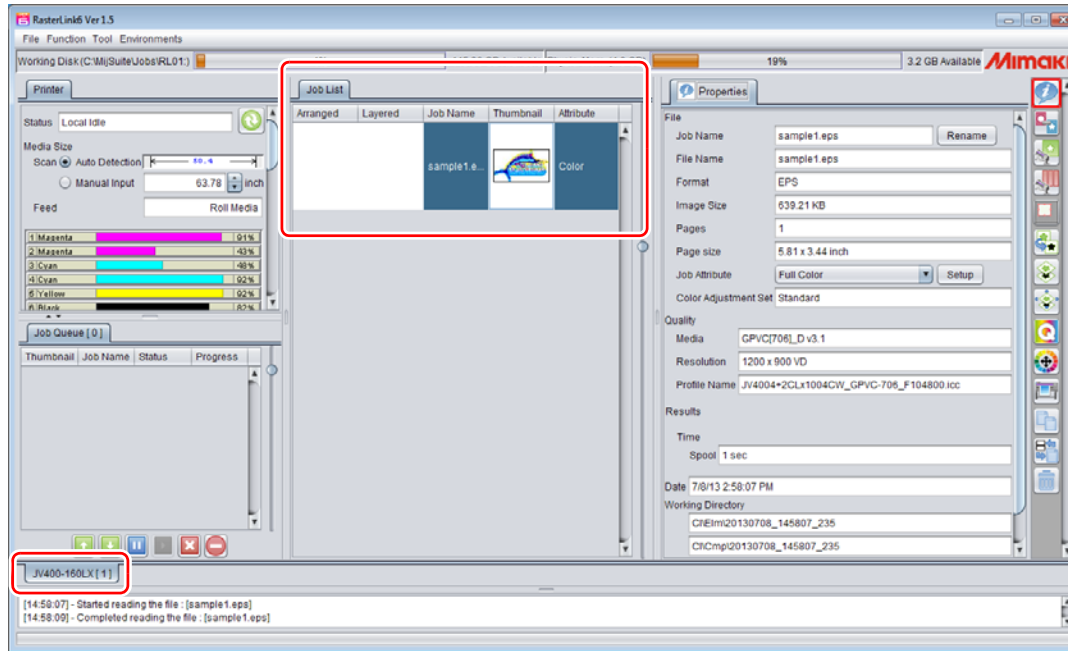 RasterLink6 Ver 1.5
File Function Tool Environments
Working Disk (C:\MijSuite\Jobs\RL01:)
19%
3.2 GB Available
Mimaki
Printer
Status Local Idle
Media Size
Scan Auto Detection
Manual Input 63.78 inch
Feed Roll Media
1 Magenta 91%
2 Magenta 43%
3 Cyan 48%
4 Cyan 92%
5 Yellow 92%
6 Black 82%
Job Queue [ 0 ]
Thumbnail Job Name Status Progress
Job List
Arranged Layered Job Name Thumbnail Attribute
sample1.e... Color
Properties
File
Job Name sample1.eps Rename
File Name sample1.eps
Format EPS
Image Size 639.21 KB
Pages 1
Page size 5.81 x 3.44 inch
Job Attribute Full Color Setup
Color Adjustment Set Standard
Quality
Media GPVC[706]_D v3.1
Resolution 1200 x 900 VD
Profile Name JV4004+2CLx1004CW_GPVC-706_F104800.icc
Results
Time
Spool 1 sec
Date 7/8/13 2:58:07 PM
Working Directory
20130708_145807_235
20130708_145807_235
JV400-160LX [ 1 ]
[14:58:07] - Started reading the file : [sample1.eps]
[14:58:09] - Completed reading the file : [sample1.eps]